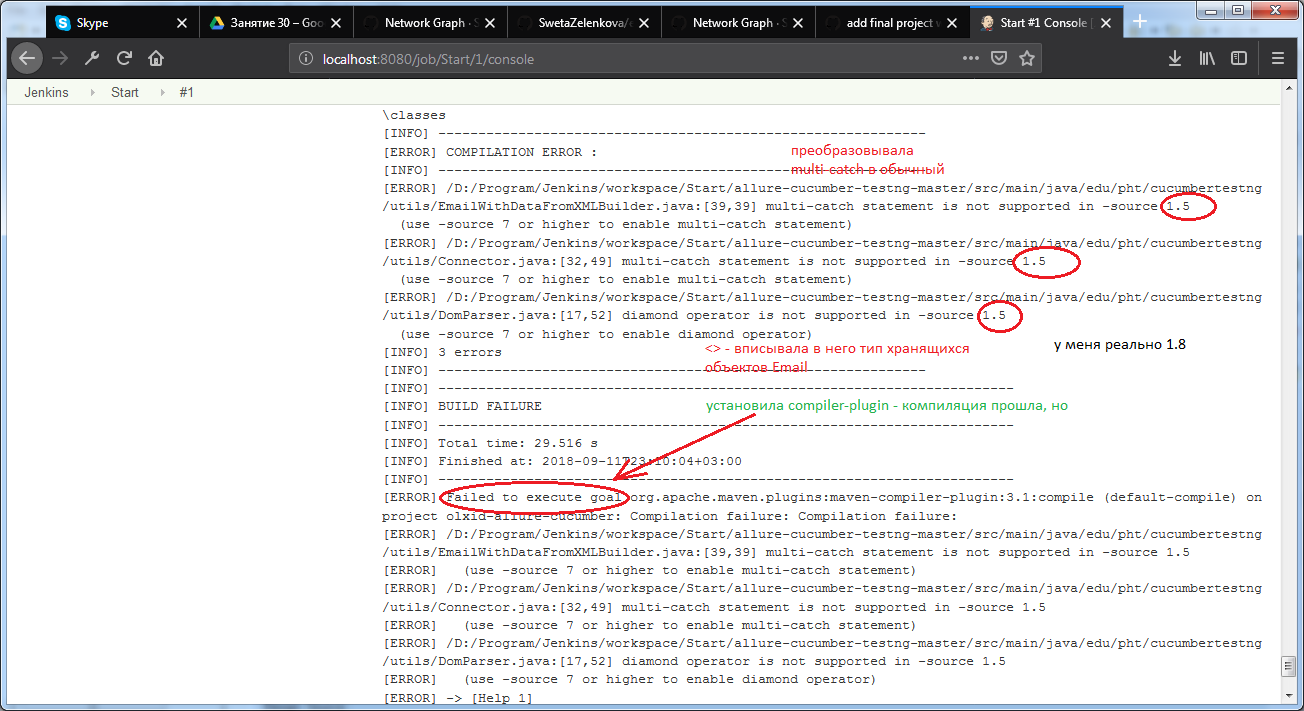 Skype
Занятие 30 – Goo
Network Graph · S
SwetaZelenkova/e
Network Graph · S
add final project v
Start #1 Console
localhost:8080/job/Start/1/console
Jenkins Start #1
\classes
[INFO] -------------------------------------------------------------
[ERROR] COMPILATION ERROR :
преобразовывала
[INFO] -------------------------------------------------------------
multi-catch в обычный
[ERROR] /D:/Program/Jenkins/workspace/Start/allure-cucumber-testng-master/src/main/java/edu/pht/cucumbertestng
/utils/EmailWithDataFromXMLBuilder.java:[39,39] multi-catch statement is not supported in -source 1.5
(use -source 7 or higher to enable multi-catch statement)
[ERROR] /D:/Program/Jenkins/workspace/Start/allure-cucumber-testng-master/src/main/java/edu/pht/cucumbertestng
/utils/Connector.java:[32,49] multi-catch statement is not supported in -source 1.5
(use -source 7 or higher to enable multi-catch statement)
[ERROR] /D:/Program/Jenkins/workspace/Start/allure-cucumber-testng-master/src/main/java/edu/pht/cucumbertestng
/utils/DomParser.java:[17,52] diamond operator is not supported in -source 1.5
(use -source 7 or higher to enable diamond operator)
у меня реально 1.8
[INFO] 3 errors
<> - вписывала в него тип хранящихся
объектов Email
[INFO] -------------------------------------------------------------
[INFO] ------------------------------------------------------------------------
[INFO] BUILD FAILURE
установила compiler-plugin - компиляция прошла, но
[INFO] ------------------------------------------------------------------------
[INFO] Total time: 29.516 s
[INFO] Finished at: 2018-09-11T23:10:04+03:00
[INFO] ------------------------------------------------------------------------
[ERROR] Failed to execute goal org.apache.maven.plugins:maven-compiler-plugin:3.1:compile (default-compile) on
project olxid-allure-cucumber: Compilation failure: Compilation failure:
[ERROR] /D:/Program/Jenkins/workspace/Start/allure-cucumber-testng-master/src/main/java/edu/pht/cucumbertestng
/utils/EmailWithDataFromXMLBuilder.java:[39,39] multi-catch statement is not supported in -source 1.5
[ERROR] (use -source 7 or higher to enable multi-catch statement)
[ERROR] /D:/Program/Jenkins/workspace/Start/allure-cucumber-testng-master/src/main/java/edu/pht/cucumbertestng
/utils/Connector.java:[32,49] multi-catch statement is not supported in -source 1.5
[ERROR] (use -source 7 or higher to enable multi-catch statement)
[ERROR] /D:/Program/Jenkins/workspace/Start/allure-cucumber-testng-master/src/main/java/edu/pht/cucumbertestng
/utils/DomParser.java:[17,52] diamond operator is not supported in -source 1.5
[ERROR] (use -source 7 or higher to enable diamond operator)
[ERROR] -> [Help 1]